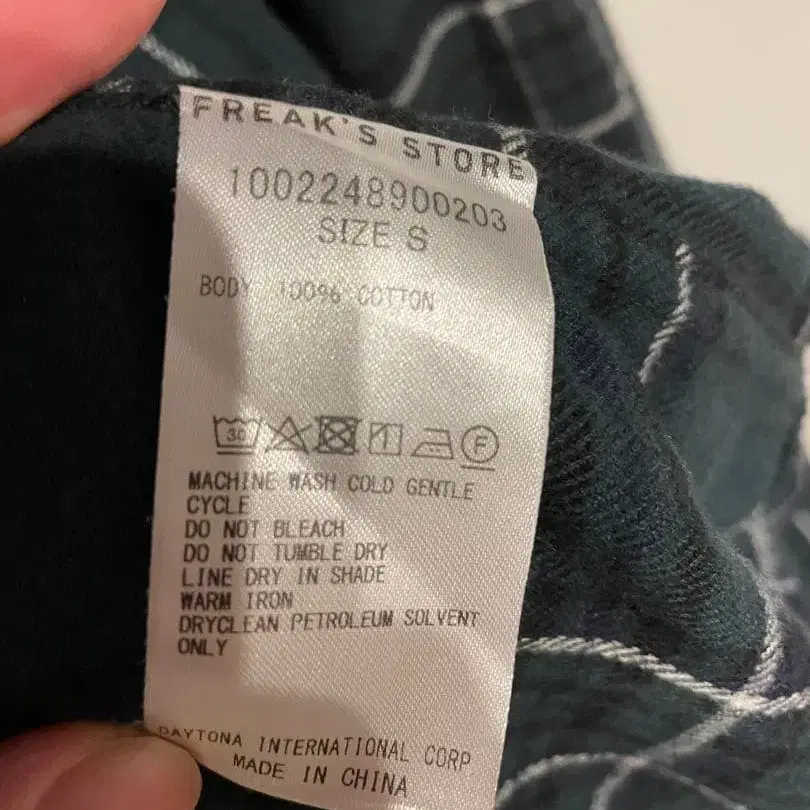 FREAK'S STORE
1002248900203
SIZE S
BODY 100% COTTON
30
MACHINE WASH COLD GENTLE
CYCLE
DO NOT BLEACH
DO NOT TUMBLE DRY
LINE DRY IN SHADE
WARM IRON
DRYCLEAN PETROLEUM SOLVENT
ONLY
DAYTONA INTERNATIONAL CORP
MADE IN CHINA